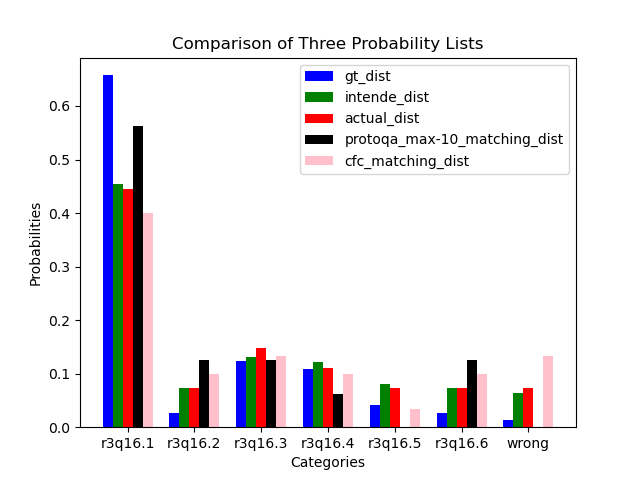 Comparison of Three Probability Lists
gt_dist
intende_dist
actual_dist
protoqa_max-10_matching_dist
cfc_matching_dist
Probabilities
0.6
0.5
0.4
0.3
0.2
0.1
0.0
r3q16.1 r3q16.2 r3q16.3 r3q16.4 r3q16.5 r3q16.6 wrong
Categories